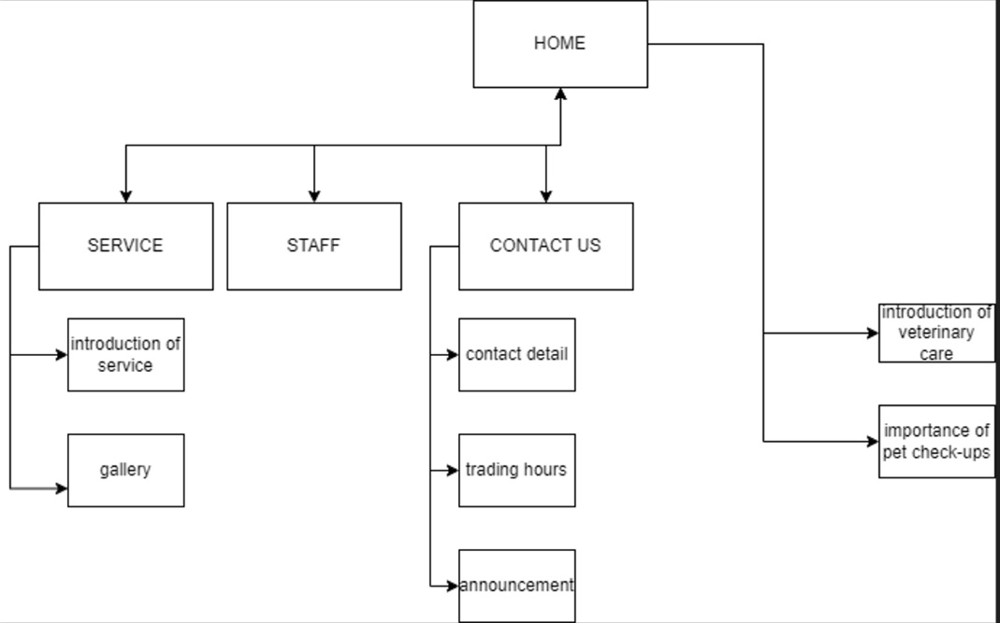 HOME
SERVICE
STAFF
CONTACT US
introduction of
service
gallery
contact detail
trading hours
announcement
introduction of
veterinary
care
importance of
pet check-ups